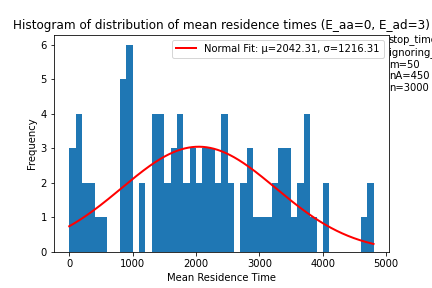 Histogram of distribution of mean residence times (E_aa=0, E_ad=3)
Normal Fit: μ=2042.31, σ=1216.31
m=50
nA=450
n=3000
Frequency
6
5
4
3
2
1
0
0 1000 2000 3000 4000 5000
Mean Residence Time